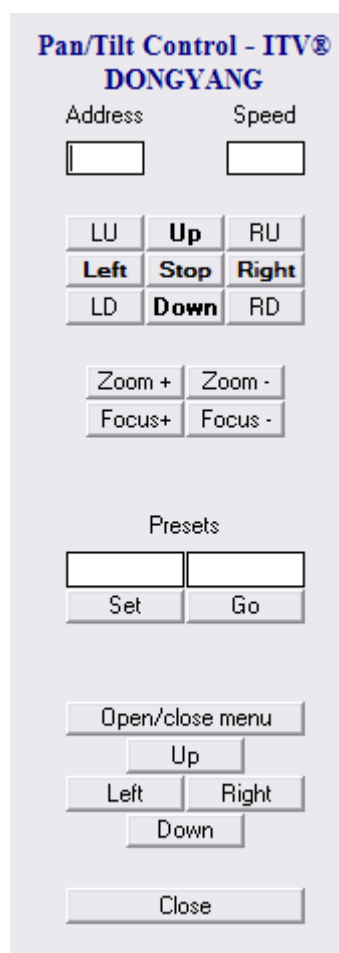 Pan/Tilt Control - ITV®
DONGYANG
Address Speed
LU Up RU
Left Stop Right
LD Down RD
Zoom + Zoom -
Focus+ Focus -
Presets
Set Go
Open/close menu
Up
Left Right
Down
Close